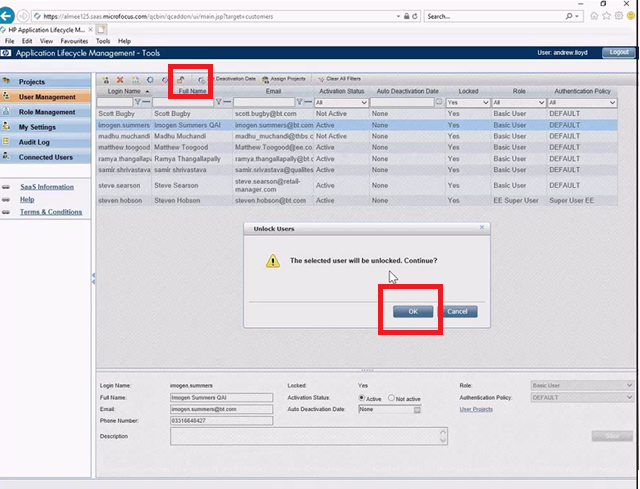 https://almee125.saas.microfocus.com/qcbin/qcaddon/ui/main.jsp?target=customers
Search...
HP Application Lifecycle Ma...
File Edit View Favourites Tools Help
Application Lifecycle Management - Tools
User: andrew.lloyd
Logout
Projects
User Management
Role Management
My Settings
Audit Log
Connected Users
SaaS Information
Help
Terms & Conditions
Deactivation Date Assign Projects Clear All Filters
Login Name Full Name Email Activation Status Auto Deactivation Date Locked Role Authentication Policy
All Yes All All
Scott Bugby Scott Bugby scott.bugby@bt.com Not Active None Yes Basic User DEFAULT
imogen.summers Imogen Summers QAI imogen.summers@bt.com Active None Yes Basic User DEFAULT
madhu.muchandi Madhu Muchandi madhu_muchandi@thbs.c Not Active None Yes Basic User DEFAULT
matthew.toogood Matthew Toogood matthew.toogood@ee.co Active None Yes Basic User DEFAULT
ramya.thangallapa Ramya Thangallapally ramya.thangallapally@bt.c Active None Yes Basic User DEFAULT
samir.shrivastava samir shrivastava samir.srivastava@qualites Active None Yes Basic User DEFAULT
steve.searson Steve Searson steve.searson@retail-manager.com Active None Yes Basic User DEFAULT
steven.hobson Steven Hobson steven.hobson@bt.com Active None Yes EE Super User Super User EE
Unlock Users
The selected user will be unlocked. Continue?
OK Cancel
Login Name: imogen.summers Locked: Yes Role: Basic User
Full Name: Imogen Summers QAI Activation Status: Active Not active Authentication Policy: DEFAULT
Email: imogen.summers@bt.com Auto Deactivation Date: None User Projects
Phone Number: 03316648427
Description
Save